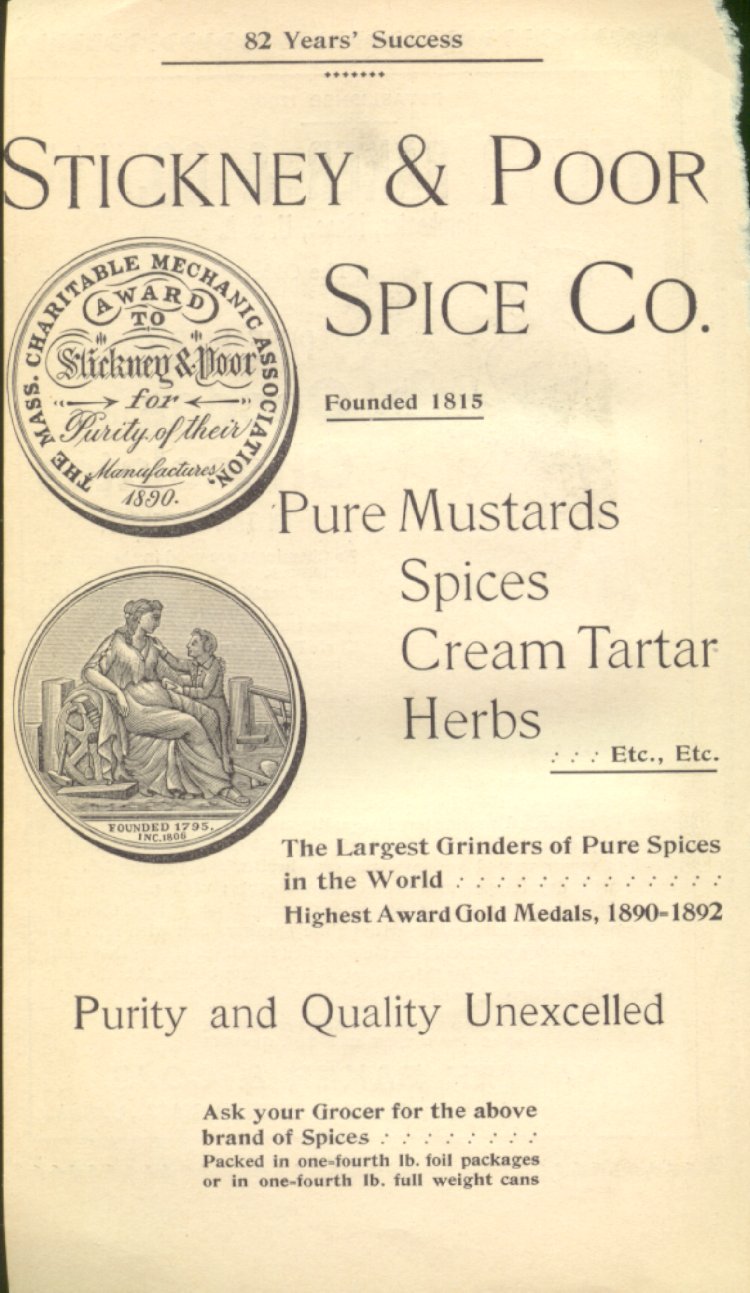 82 Years' Success
STICKNEY & POOR
SPICE CO.
THE MASS. CHARITABLE MECHANIC ASSOCIATION.
AWARD
TO
Stickney & Poor
for
Purity of their
Manufactures,
1890.
Founded 1815
Pure Mustards
Spices
Cream Tartar
Herbs
: · : · : Etc., Etc.
FOUNDED 1795.
INC. 1806
The Largest Grinders of Pure Spices
in the World
Highest Award Gold Medals, 1890=1892
Purity and Quality Unexcelled
Ask your Grocer for the above
brand of Spices
Packed in one=fourth lb. foil packages
or in one=fourth lb. full weight cans